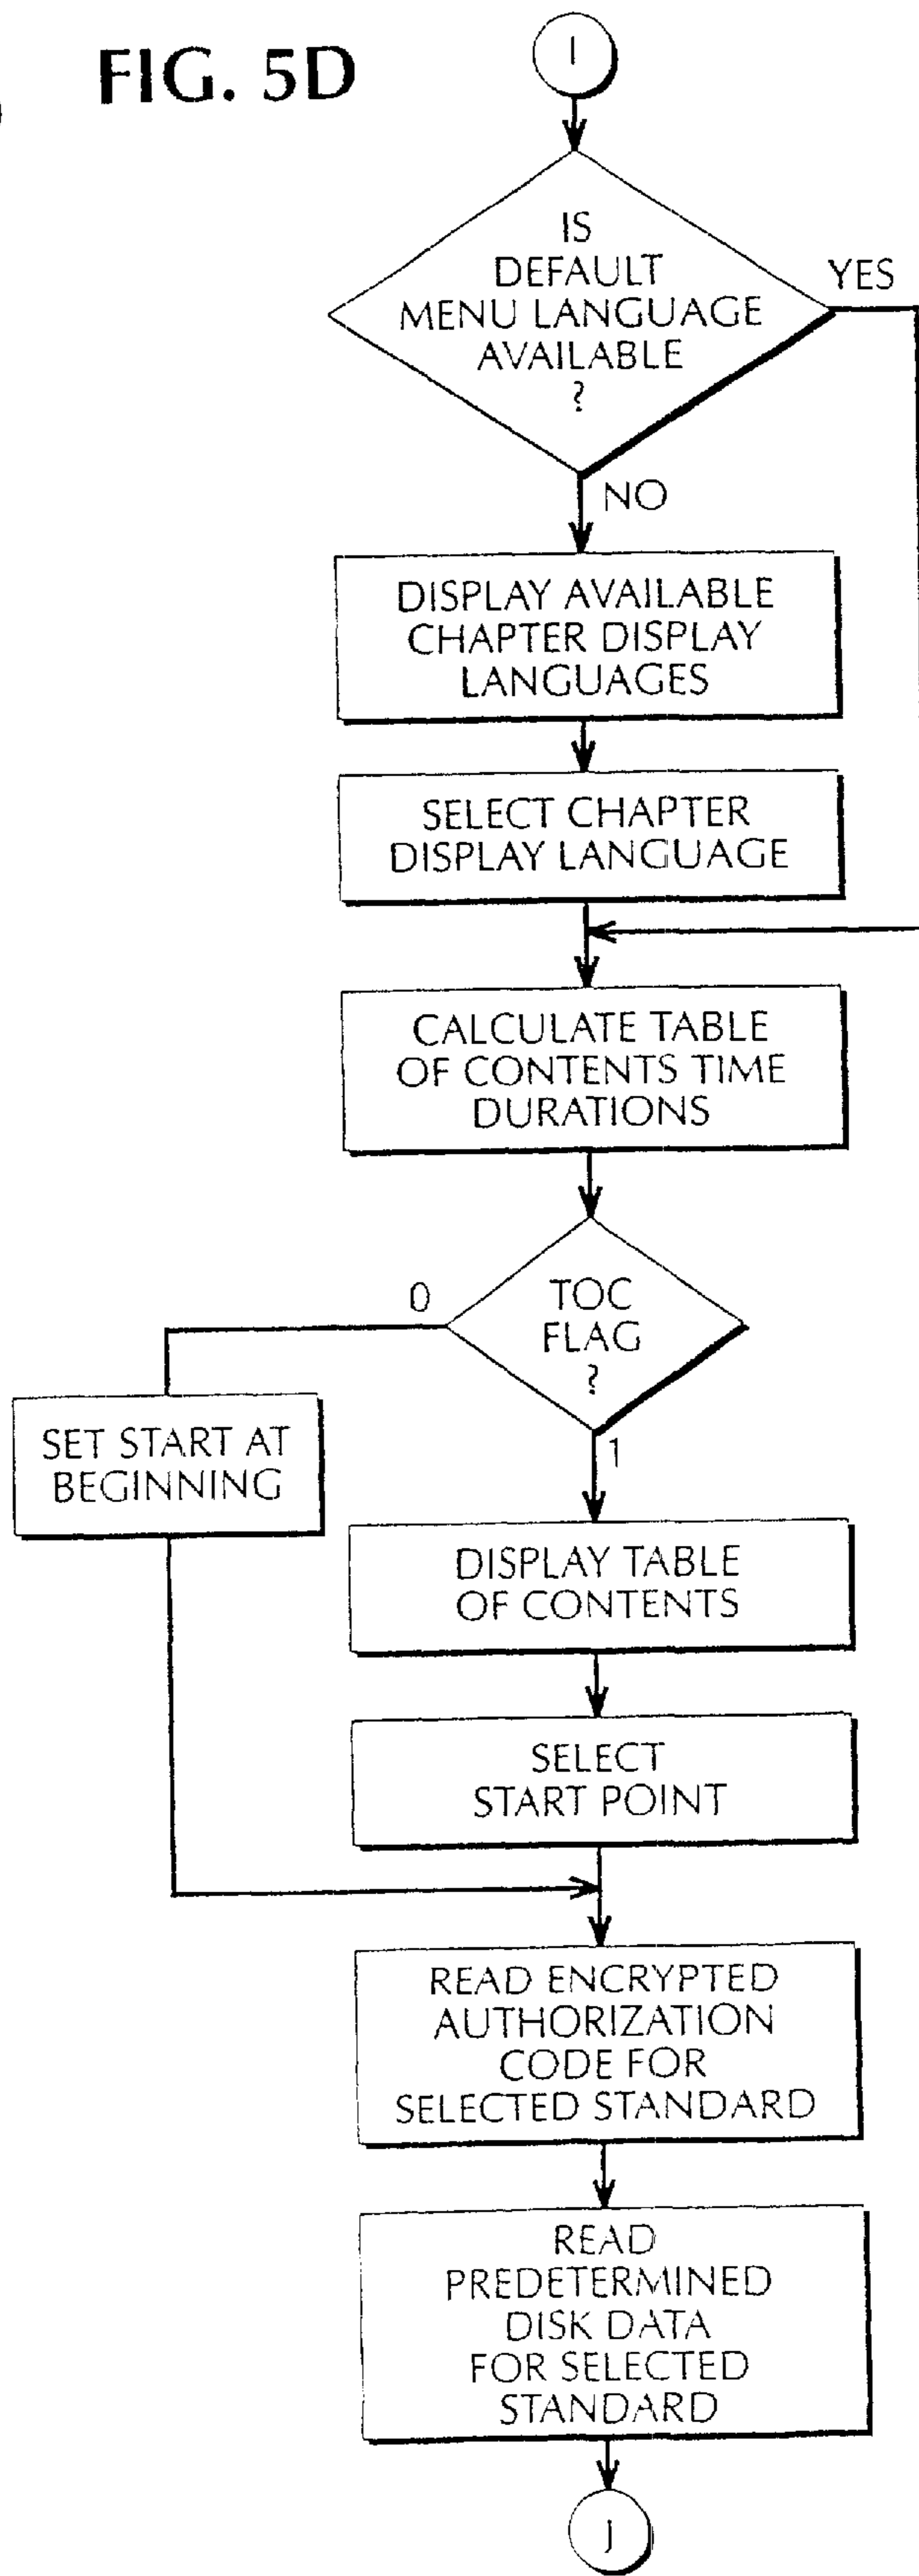 FIG. 5D
I
IS
DEFAULT
MENU LANGUAGE
AVAILABLE
?
YES
NO
DISPLAY AVAILABLE
CHAPTER DISPLAY
LANGUAGES
SELECT CHAPTER
DISPLAY LANGUAGE
CALCULATE TABLE
OF CONTENTS TIME
DURATIONS
TOC
FLAG
?
0
1
SET START AT
BEGINNING
DISPLAY TABLE
OF CONTENTS
SELECT
START POINT
READ ENCRYPTED
AUTHORIZATION
CODE FOR
SELECTED STANDARD
READ
PREDETERMINED
DISK DATA
FOR SELECTED
STANDARD
j